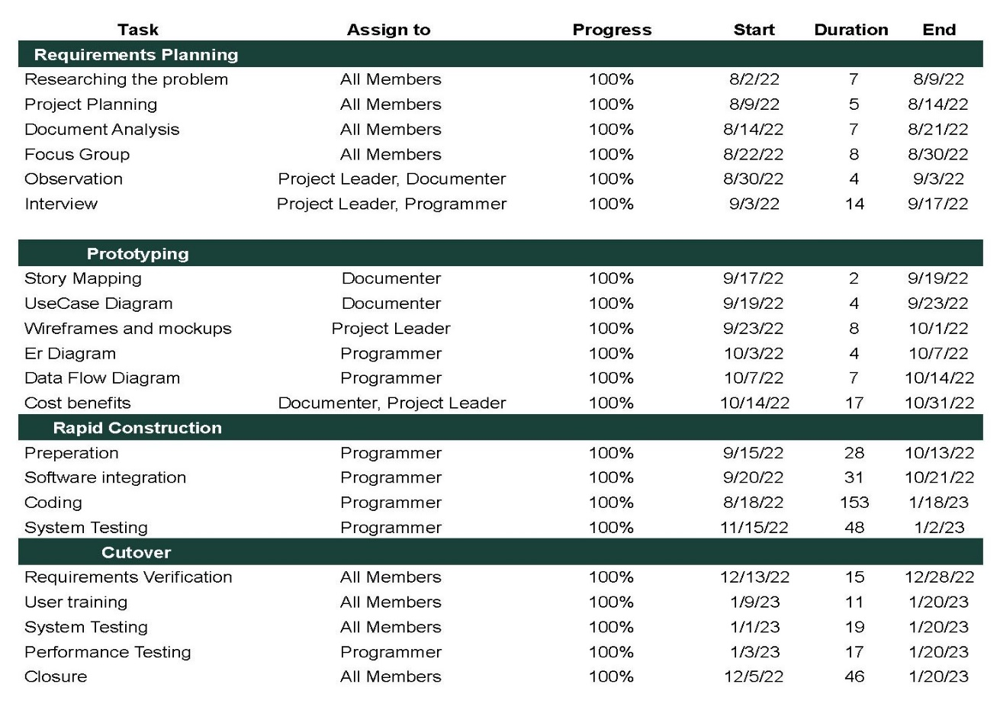 Task Assign to Progress Start Duration End
Requirements Planning
Researching the problem All Members 100% 8/2/22 7 8/9/22
Project Planning All Members 100% 8/9/22 5 8/14/22
Document Analysis All Members 100% 8/14/22 7 8/21/22
Focus Group All Members 100% 8/22/22 8 8/30/22
Observation Project Leader, Documenter 100% 8/30/22 4 9/3/22
Interview Project Leader, Programmer 100% 9/3/22 14 9/17/22
Prototyping
Story Mapping Documenter 100% 9/17/22 2 9/19/22
UseCase Diagram Documenter 100% 9/19/22 4 9/23/22
Wireframes and mockups Project Leader 100% 9/23/22 8 10/1/22
Er Diagram Programmer 100% 10/3/22 4 10/7/22
Data Flow Diagram Programmer 100% 10/7/22 7 10/14/22
Cost benefits Documenter, Project Leader 100% 10/14/22 17 10/31/22
Rapid Construction
Preperation Programmer 100% 9/15/22 28 10/13/22
Software integration Programmer 100% 9/20/22 31 10/21/22
Coding Programmer 100% 8/18/22 153 1/18/23
System Testing Programmer 100% 11/15/22 48 1/2/23
Cutover
Requirements Verification All Members 100% 12/13/22 15 12/28/22
User training All Members 100% 1/9/23 11 1/20/23
System Testing All Members 100% 1/1/23 19 1/20/23
Performance Testing Programmer 100% 1/3/23 17 1/20/23
Closure All Members 100% 12/5/22 46 1/20/23